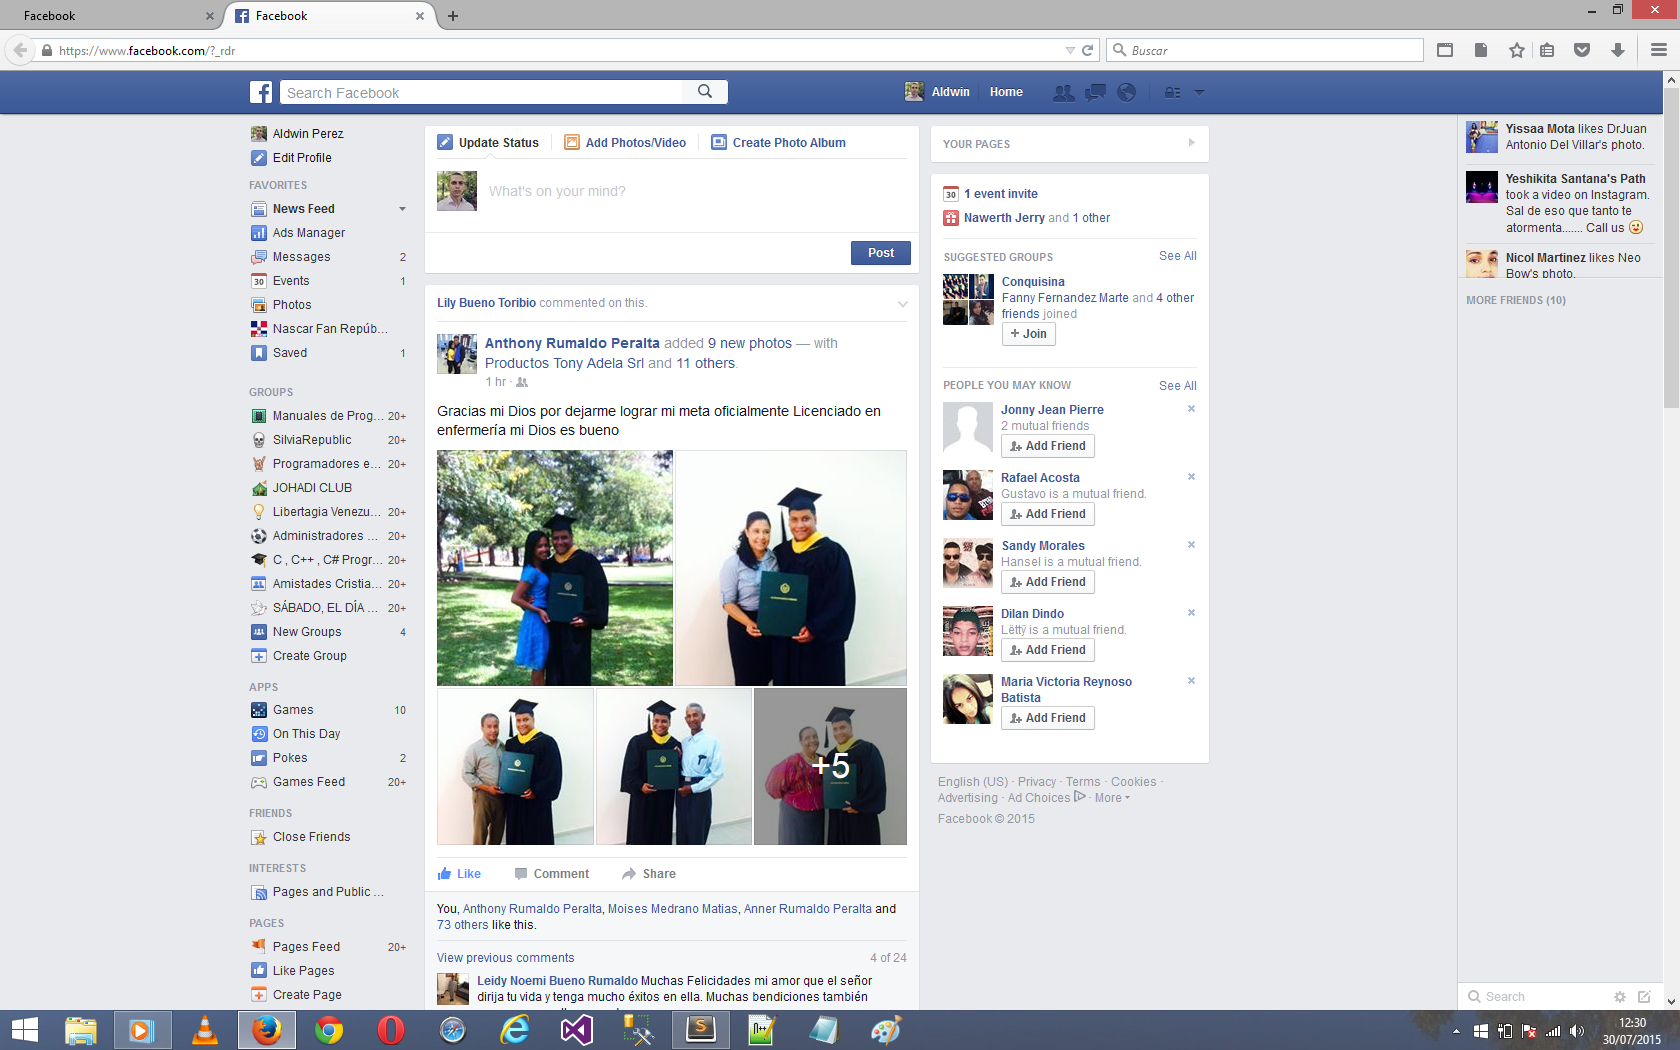 Facebook
Facebook
https://www.facebook.com/?_rdr
Buscar
Search Facebook
Aldwin
Home
Aldwin Perez
Edit Profile
FAVORITES
News Feed
Ads Manager
Messages 2
30 Events 1
Photos
Nascar Fan Repúb...
Saved 1
GROUPS
Manuales de Prog... 20+
SilviaRepublic 20+
Programadores e... 20+
JOHADI CLUB
Libertagia Venezu... 20+
Administradores ... 20+
C , C++ , C# Progr... 20+
Amistades Cristia... 20+
SÁBADO, EL DÍA ... 20+
New Groups 4
Create Group
APPS
Games 10
On This Day
Pokes 2
Games Feed 20+
FRIENDS
Close Friends
INTERESTS
Pages and Public ...
PAGES
Pages Feed 20+
Like Pages
Create Page
Update Status
Add Photos/Video
Create Photo Album
What's on your mind?
Post
Lily Bueno Toribio commented on this.
Anthony Rumaldo Peralta added 9 new photos — with
Productos Tony Adela Srl and 11 others.
1 hr ·
Gracias mi Dios por dejarme lograr mi meta oficialmente Licenciado en
enfermería mi Dios es bueno
+5
Like Comment Share
You, Anthony Rumaldo Peralta, Moises Medrano Matias, Anner Rumaldo Peralta and
73 others like this.
View previous comments 4 of 24
Leidy Noemi Bueno Rumaldo Muchas Felicidades mi amor que el señor
dirija tu vida y tenga mucho éxitos en ella. Muchas bendiciones también
YOUR PAGES
30 1 event invite
Nawerth Jerry and 1 other
SUGGESTED GROUPS See All
Conquisina
Fanny Fernandez Marte and 4 other
friends joined
+ Join
PEOPLE YOU MAY KNOW See All
Jonny Jean Pierre
2 mutual friends
Add Friend
Rafael Acosta
Gustavo is a mutual friend.
Add Friend
Sandy Morales
Hansel is a mutual friend.
Add Friend
Dilan Dindo
Lëttÿ is a mutual friend.
Add Friend
Maria Victoria Reynoso
Batista
Add Friend
English (US) · Privacy · Terms · Cookies ·
Advertising · Ad Choices · More
Facebook © 2015
Yissaa Mota likes DrJuan
Antonio Del Villar's photo.
Yeshikita Santana's Path
took a video on Instagram.
Sal de eso que tanto te
atormenta....... Call us
Nicol Martinez likes Neo
Bow's photo.
MORE FRIENDS (10)
Search
12:30
30/07/2015